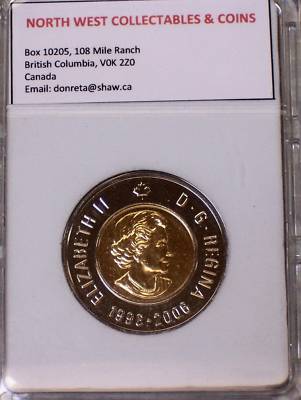 NORTH WEST COLLECTABLES & COINS
Box 10205, 108 Mile Ranch
British Columbia, V0K 2Z0
Canada
Email: donreta@shaw.ca
ELIZABETH II D·G·REGINA
1996·2006